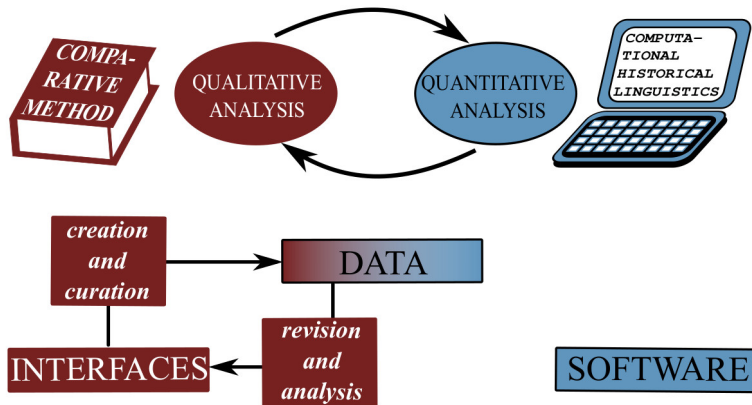 COMPA-
RATIVE
METHOD
QUALITATIVE
ANALYSIS
QUANTITATIVE
ANALYSIS
COMPUTA-
TIONAL
HISTORICAL
LINGUISTICS
creation
and
curation
DATA
revision
and
analysis
INTERFACES
SOFTWARE